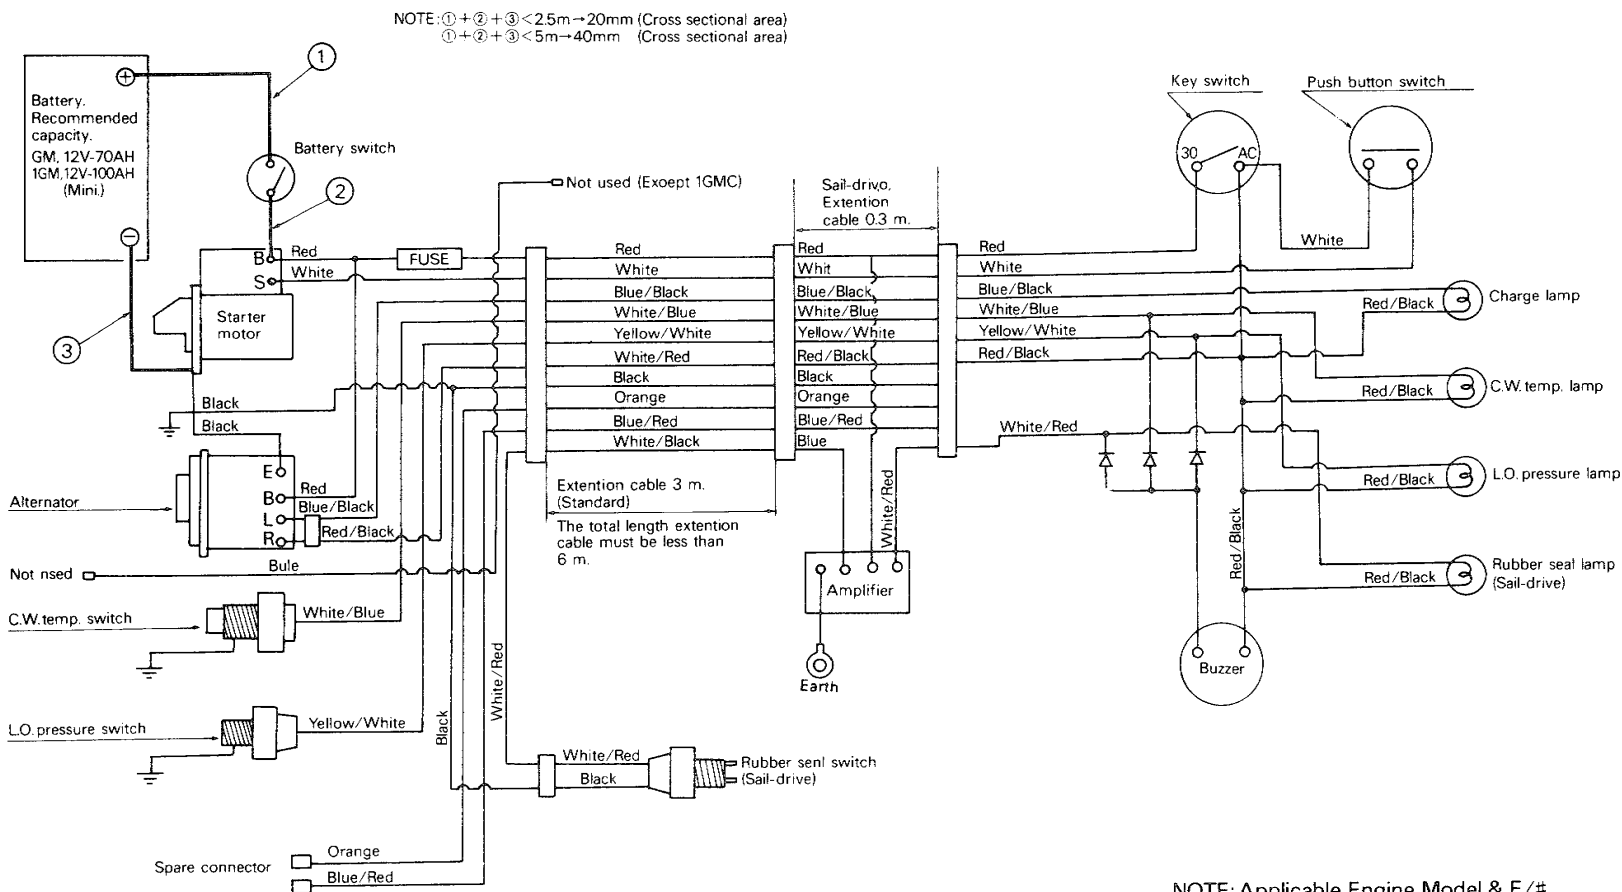 NOTE:①+②+③<2.5m→20mm (Cross sectional area)
①+②+③<5m→40mm (Cross sectional area)
①
Battery.
Recommended
capacity.
GM, 12V-70AH
1GM,12V-100AH
(Mini.)
+
−
Battery switch
②
③
B
S
Red
White
FUSE
Starter
motor
Not used (Exoept 1GMC)
Black
Black
Alternator
E
B
L
R
Red
Blue/Black
Red/Black
Not nsed
Bule
C.W.temp. switch
White/Blue
L.O. pressure switch
Yellow/White
Black
White/Red
White/Red
Black
Rubber senl switch
(Sail-drive)
Spare connector
Orange
Blue/Red
Red
White
Blue/Black
White/Blue
Yellow/White
White/Red
Black
Orange
Blue/Red
White/Black
Extention cable 3 m.
(Standard)
The total length extention
cable must be less than
6 m.
Sail-drivo,
Extention
cable 0.3 m.
Red
Whit
Blue/Black
White/Blue
Yellow/White
Red/Black
Black
Orange
Blue/Red
Blue
White/Red
Amplifier
Earth
Key switch
Push button switch
30
AC
White
Red
White
Blue/Black
White/Blue
Yellow/White
Red/Black
White/Red
Red/Black
Charge lamp
Red/Black
C.W. temp. lamp
Red/Black
L.O. pressure lamp
Red/Black
Red/Black
Rubber seat lamp
(Sail-drive)
Buzzer
NOTE: Applicable Engine Model & E/#